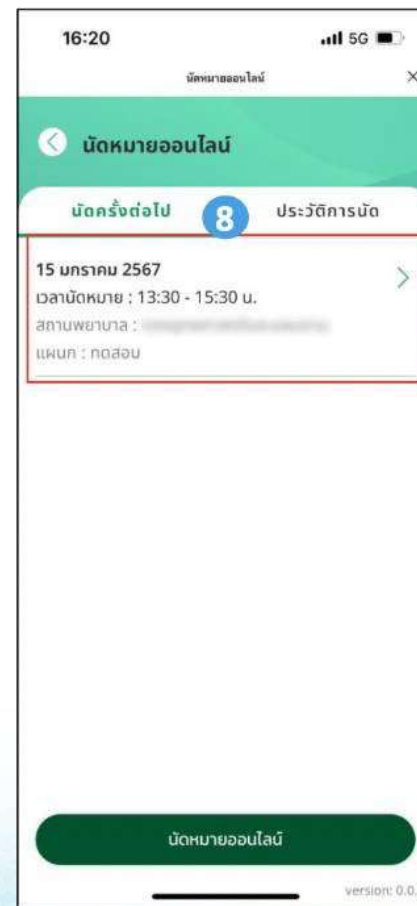 16:20 5G
นัดหมายออนไลน์ ×
นัดหมายออนไลน์
นัดครั้งต่อไป 8 ประวัติการนัด
15 มกราคม 2567
เวลานัดหมาย : 13:30 - 15:30 น.
สถานพยาบาล :
แผนก : ทดสอบ
นัดหมายออนไลน์
version: 0.0.